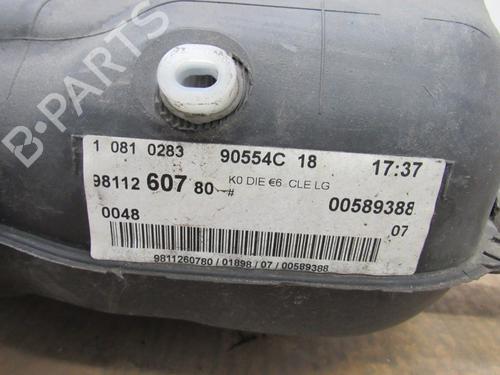 B-PARTS
1 081 0283 90554C 18 17:37
98112 607 80 -# K0 DIE €6 CLE LG 00589388
0048 07
9811260780 / 01898 / 07 / 00589388